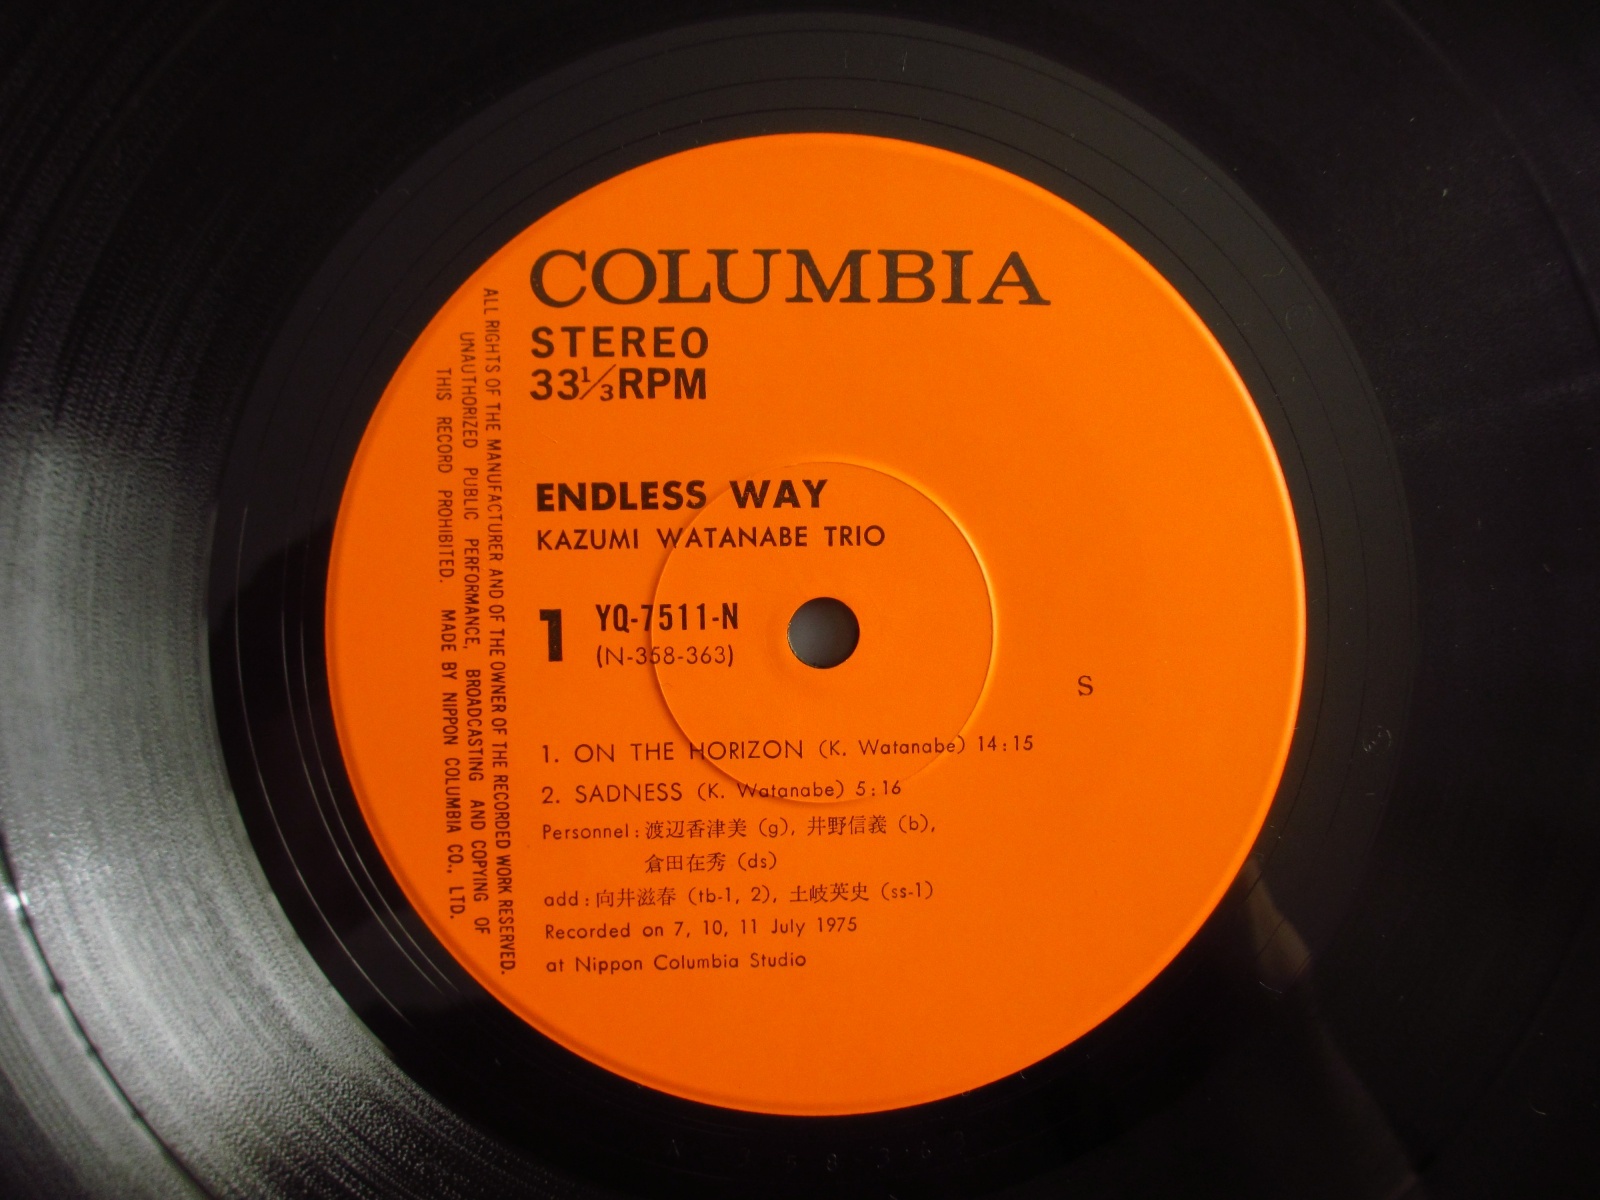 COLUMBIA
STEREO
33 1/3 RPM
ENDLESS WAY
KAZUMI WATANABE TRIO
1 YQ-7511-N
(N-358-363)
S
1. ON THE HORIZON (K. Watanabe) 14:15
2. SADNESS (K. Watanabe) 5:16
Personnel: 渡辺香津美 (g), 井野信義 (b),
倉田在秀 (ds)
add: 向井滋春 (tb-1, 2), 土岐英史 (ss-1)
Recorded on 7, 10, 11 July 1975
at Nippon Columbia Studio
ALL RIGHTS OF THE MANUFACTURER AND OF THE OWNER OF THE RECORDED WORK RESERVED.
UNAUTHORIZED PUBLIC PERFORMANCE, BROADCASTING AND COPYING OF
THIS RECORD PROHIBITED. MADE BY NIPPON COLUMBIA CO., LTD.